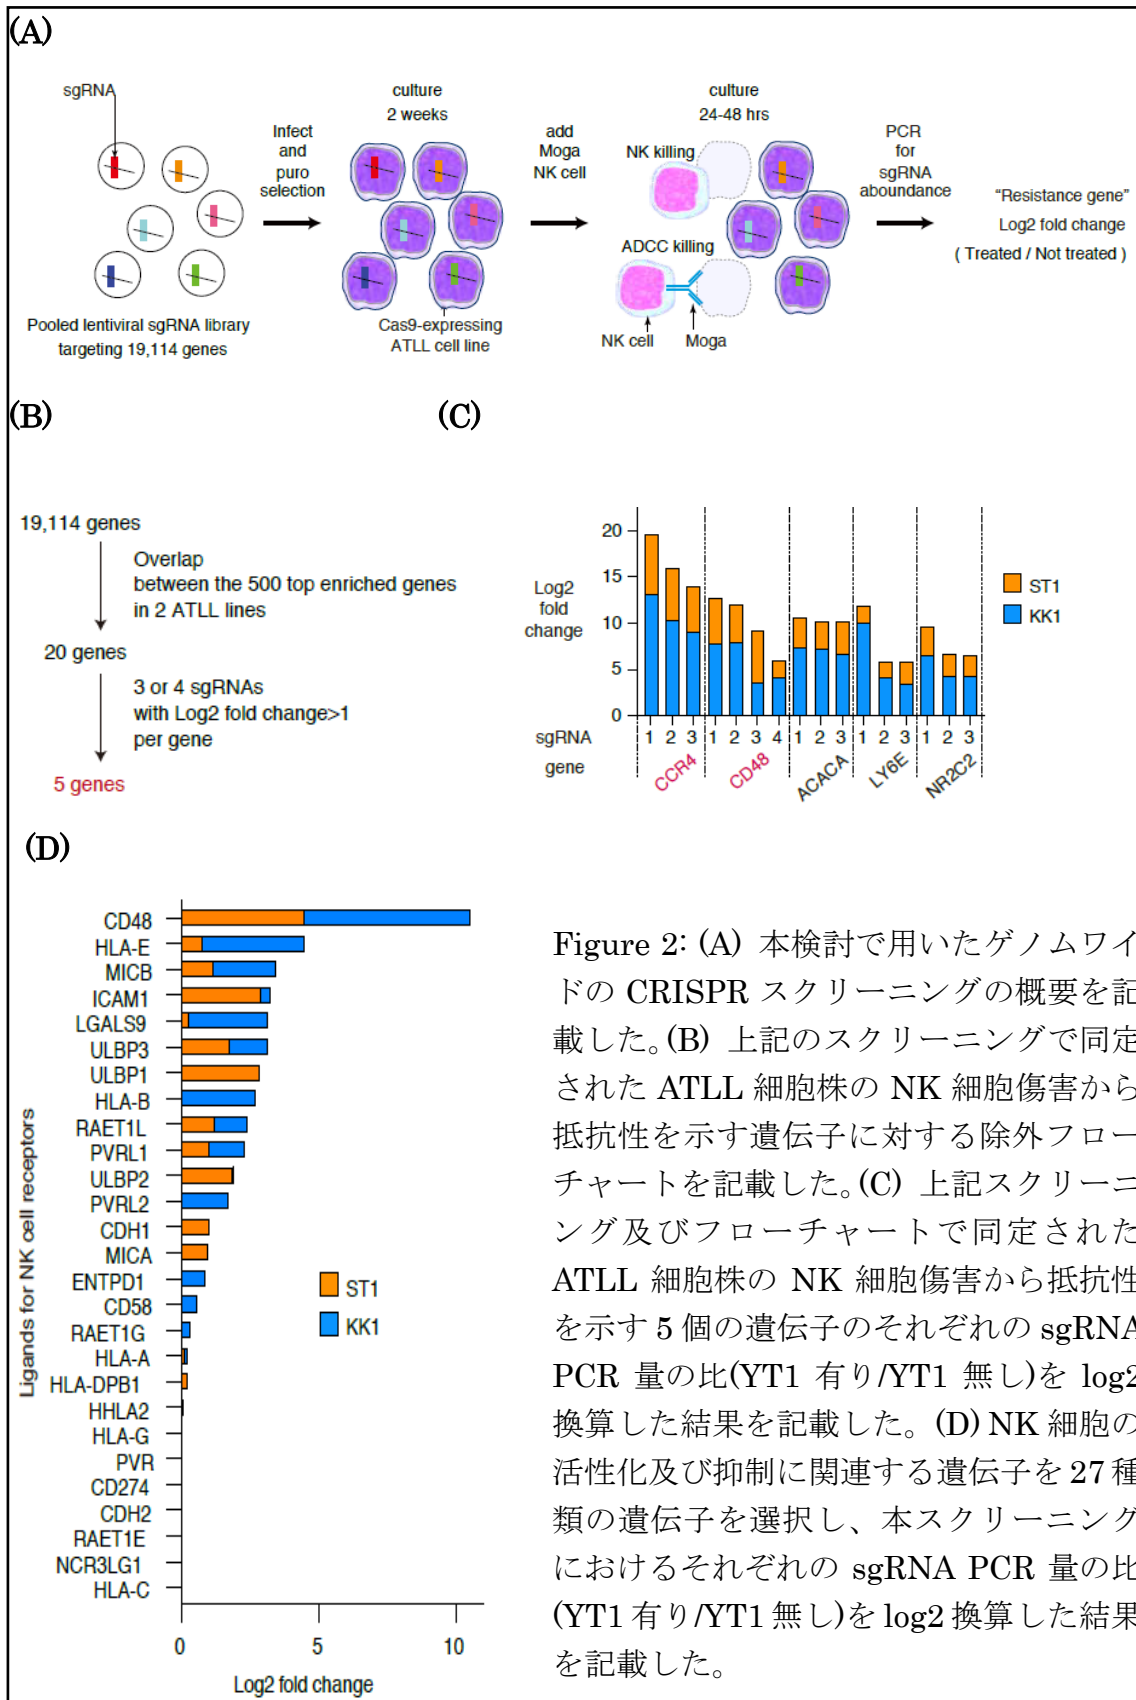 (A)
sgRNA
Pooled lentiviral sgRNA library
targeting 19,114 genes
Infect
and
puro
selection
culture
2 weeks
Cas9-expressing
ATLL cell line
add
Moga
NK cell
culture
24-48 hrs
NK killing
ADCC killing
NK cell
Moga
PCR
for
sgRNA
aboundance
“Resistance gene”
Log2 fold change
( Treated / Not treated )
(B)
19,114 genes
Overlap
between the 500 top enriched genes
in 2 ATLL lines
20 genes
3 or 4 sgRNAs
with Log2 fold change>1
per gene
5 genes
(C)
Log2
fold
change
20
15
10
5
0
ST1
KK1
sgRNA
1 2 3 1 2 3 4 1 2 3 1 2 3 1 2 3
gene
CCR4
CD48
ACACA
LY6E
NR2C2
(D)
Ligands for NK cell receptors
CD48
HLA-E
MICB
ICAM1
LGALS9
ULBP3
ULBP1
HLA-B
RAET1L
PVRL1
ULBP2
PVRL2
CDH1
MICA
ENTPD1
CD58
RAET1G
HLA-A
HLA-DPB1
HHLA2
HLA-G
PVR
CD274
CDH2
RAET1E
NCR3LG1
HLA-C
ST1
KK1
0 5 10
Log2 fold change
Figure 2: (A) 本検討で用いたゲノムワイ
ドの CRISPR スクリーニングの概要を記
載した。(B) 上記のスクリーニングで同定
された ATLL 細胞株の NK 細胞傷害から
抵抗性を示す遺伝子に対する除外フロー
チャートを記載した。(C) 上記スクリーニ
ング及びフローチャートで同定された
ATLL 細胞株の NK 細胞傷害から抵抗性
を示す 5 個の遺伝子のそれぞれの sgRNA
PCR 量の比(YT1 有り/YT1 無し)を log2
換算した結果を記載した。(D) NK 細胞の
活性化及び抑制に関連する遺伝子を 27 種
類の遺伝子を選択し、本スクリーニング
におけるそれぞれの sgRNA PCR 量の比
(YT1 有り/YT1 無し)を log2 換算した結果
を記載した。